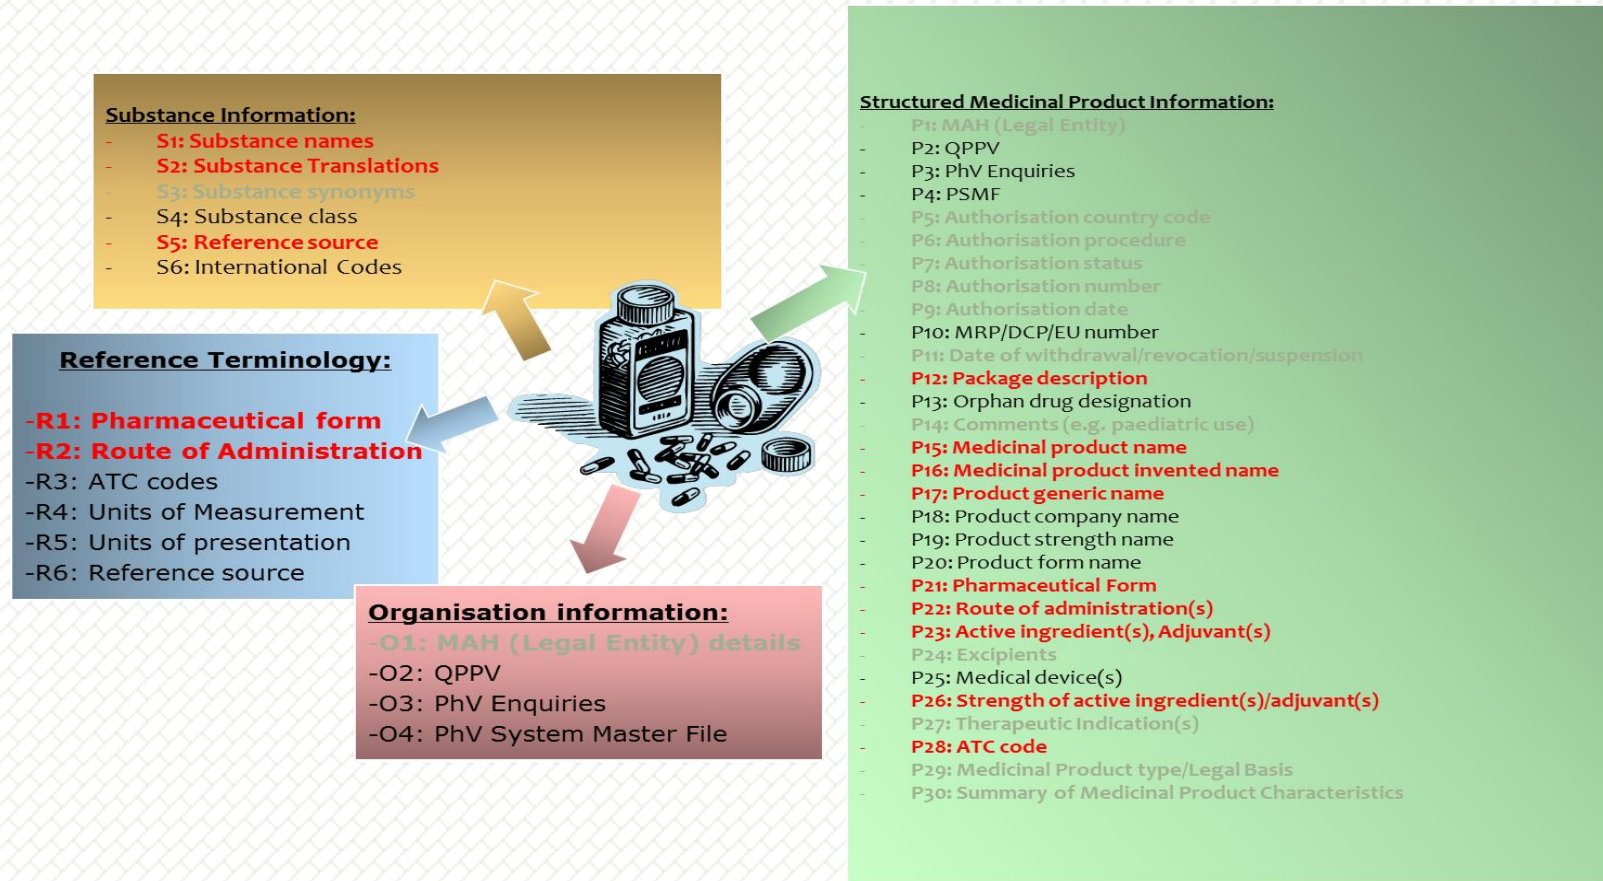 Substance Information:
- S1: Substance names
- S2: Substance Translations
- S3: Substance synonyms
- S4: Substance class
- S5: Reference source
- S6: International Codes
Reference Terminology:
-R1: Pharmaceutical form
-R2: Route of Administration
-R3: ATC codes
-R4: Units of Measurement
-R5: Units of presentation
-R6: Reference source
Organisation information:
-O1: MAH (Legal Entity) details
-O2: QPPV
-O3: PhV Enquiries
-O4: PhV System Master File
Structured Medicinal Product Information:
- P1: MAH (Legal Entity)
- P2: QPPV
- P3: PhV Enquiries
- P4: PSMF
- P5: Authorisation country code
- P6: Authorisation procedure
- P7: Authorisation status
- P8: Authorisation number
- P9: Authorisation date
- P10: MRP/DCP/EU number
- P11: Date of withdrawal/revocation/suspension
- P12: Package description
- P13: Orphan drug designation
- P14: Comments (e.g. paediatric use)
- P15: Medicinal product name
- P16: Medicinal product invented name
- P17: Product generic name
- P18: Product company name
- P19: Product strength name
- P20: Product form name
- P21: Pharmaceutical Form
- P22: Route of administration(s)
- P23: Active ingredient(s), Adjuvant(s)
- P24: Excipients
- P25: Medical device(s)
- P26: Strength of active ingredient(s)/adjuvant(s)
- P27: Therapeutic Indication(s)
- P28: ATC code
- P29: Medicinal Product type/Legal Basis
- P30: Summary of Medicinal Product Characteristics